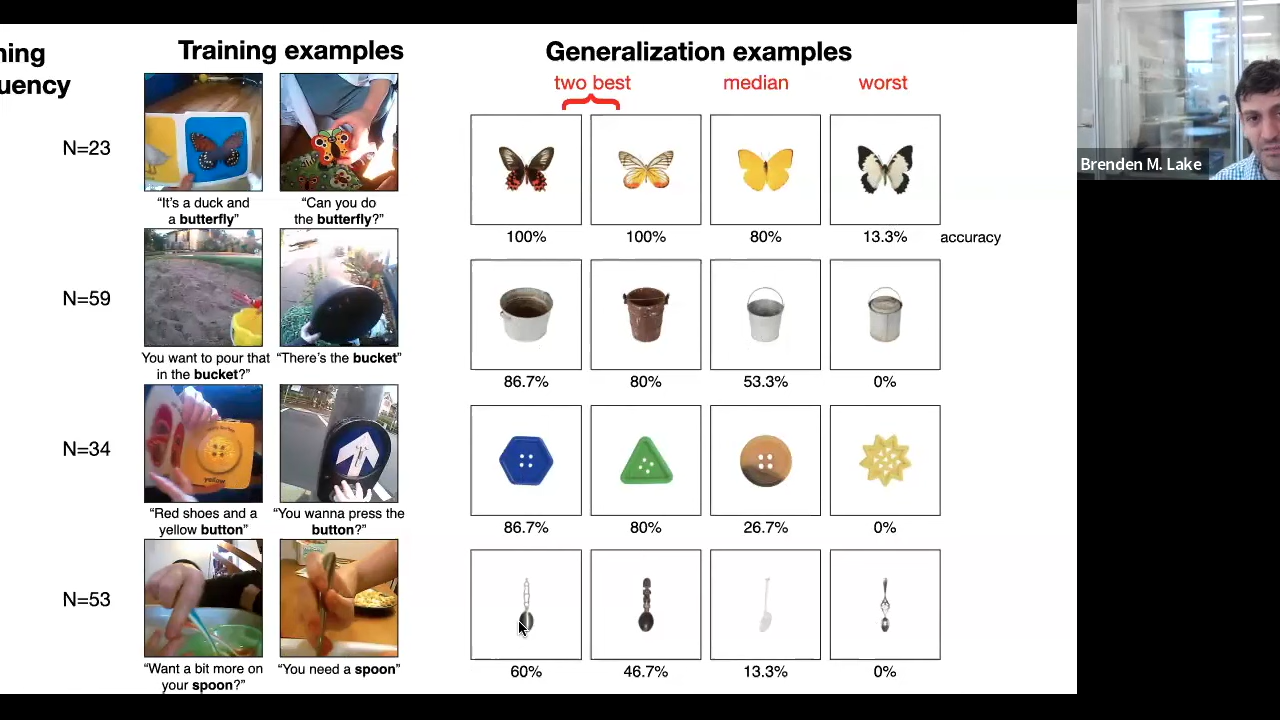 ning
uency
Training examples
Generalization examples
two best
median
worst
N=23
"It's a duck and
a butterfly"
"Can you do
the butterfly?"
100%
100%
80%
13.3%
accuracy
N=59
You want to pour that
in the bucket?"
"There's the bucket"
86.7%
80%
53.3%
0%
N=34
"Red shoes and a
yellow button"
"You wanna press the
button?"
yellow
86.7%
80%
26.7%
0%
N=53
"Want a bit more on
your spoon?"
"You need a spoon"
60%
46.7%
13.3%
0%
Brenden M. Lake